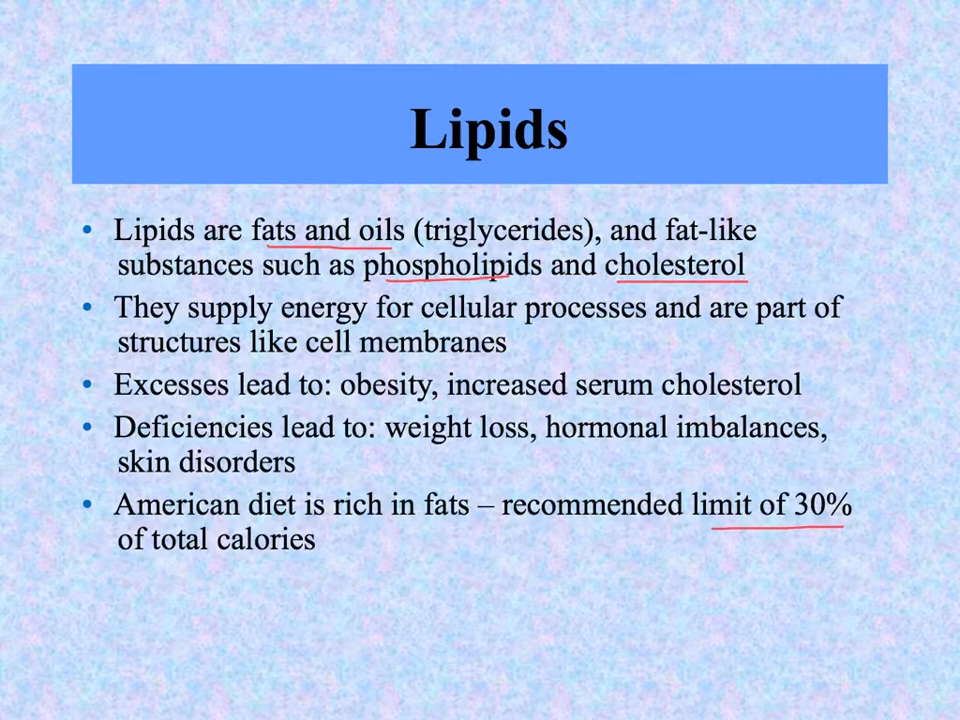 Lipids
• Lipids are fats and oils (triglycerides), and fat-like
substances such as phospholipids and cholesterol
• They supply energy for cellular processes and are part of
structures like cell membranes
• Excesses lead to: obesity, increased serum cholesterol
• Deficiencies lead to: weight loss, hormonal imbalances,
skin disorders
• American diet is rich in fats – recommended limit of 30%
of total calories